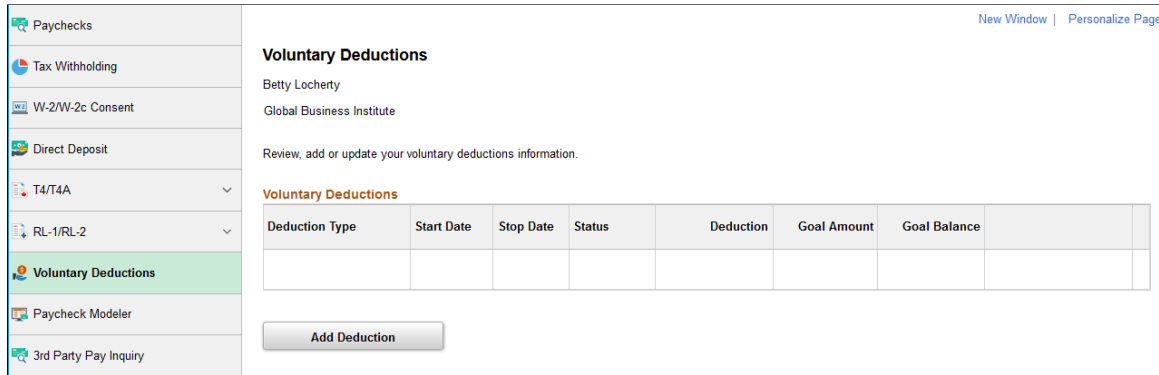 Paychecks
Tax Withholding
W2 W-2/W-2c Consent
Direct Deposit
T4/T4A
RL-1/RL-2
Voluntary Deductions
Paycheck Modeler
3rd Party Pay Inquiry
New Window | Personalize Page
Voluntary Deductions
Betty Locherty
Global Business Institute
Review, add or update your voluntary deductions information.
Voluntary Deductions
Deduction Type Start Date Stop Date Status Deduction Goal Amount Goal Balance
Add Deduction